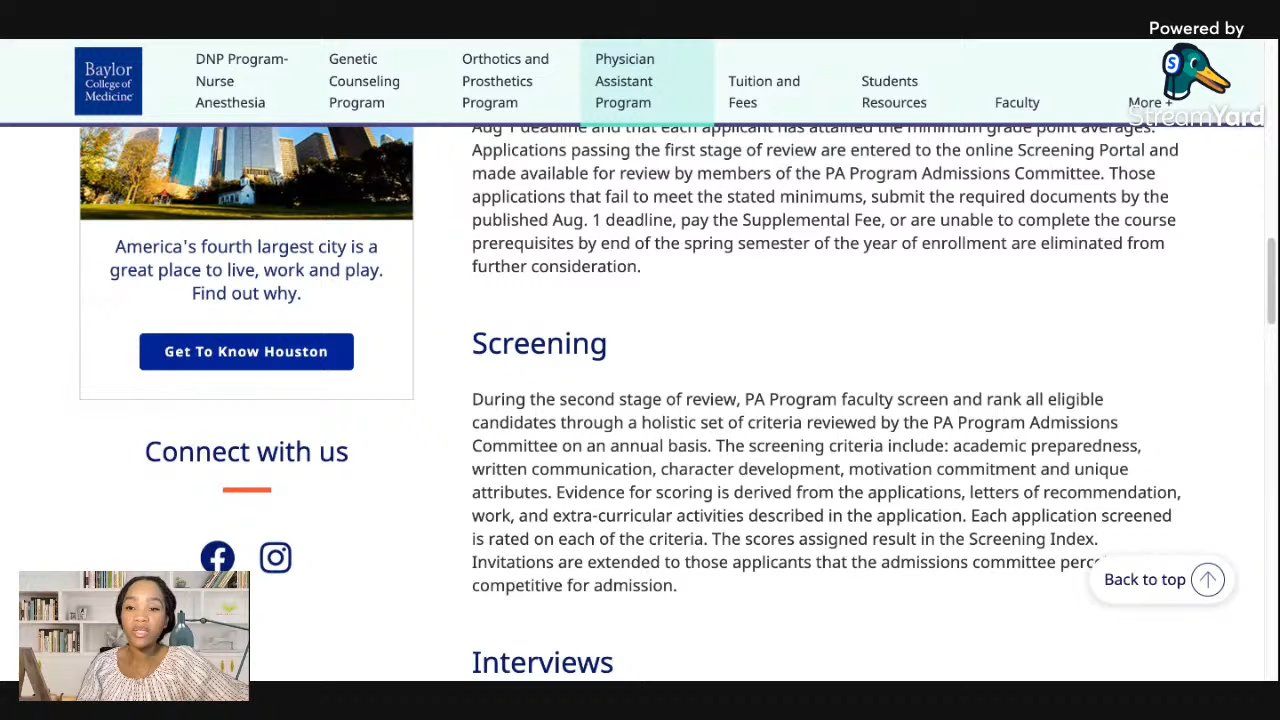 Powered by
StreamYard
S
Baylor
College of
Medicine
DNP Program-
Nurse
Anesthesia
Genetic
Counseling
Program
Orthotics and
Prosthetics
Program
Physician
Assistant
Program
Tuition and
Fees
Students
Resources
Faculty
More +
America's fourth largest city is a
great place to live, work and play.
Find out why.
Get To Know Houston
Connect with us
Aug 1 deadline and that each applicant has attained the minimum grade point averages.
Applications passing the first stage of review are entered to the online Screening Portal and
made available for review by members of the PA Program Admissions Committee. Those
applications that fail to meet the stated minimums, submit the required documents by the
published Aug. 1 deadline, pay the Supplemental Fee, or are unable to complete the course
prerequisites by end of the spring semester of the year of enrollment are eliminated from
further consideration.
Screening
During the second stage of review, PA Program faculty screen and rank all eligible
candidates through a holistic set of criteria reviewed by the PA Program Admissions
Committee on an annual basis. The screening criteria include: academic preparedness,
written communication, character development, motivation commitment and unique
attributes. Evidence for scoring is derived from the applications, letters of recommendation,
work, and extra-curricular activities described in the application. Each application screened
is rated on each of the criteria. The scores assigned result in the Screening Index.
Invitations are extended to those applicants that the admissions committee
competitive for admission.
Back to top
Interviews